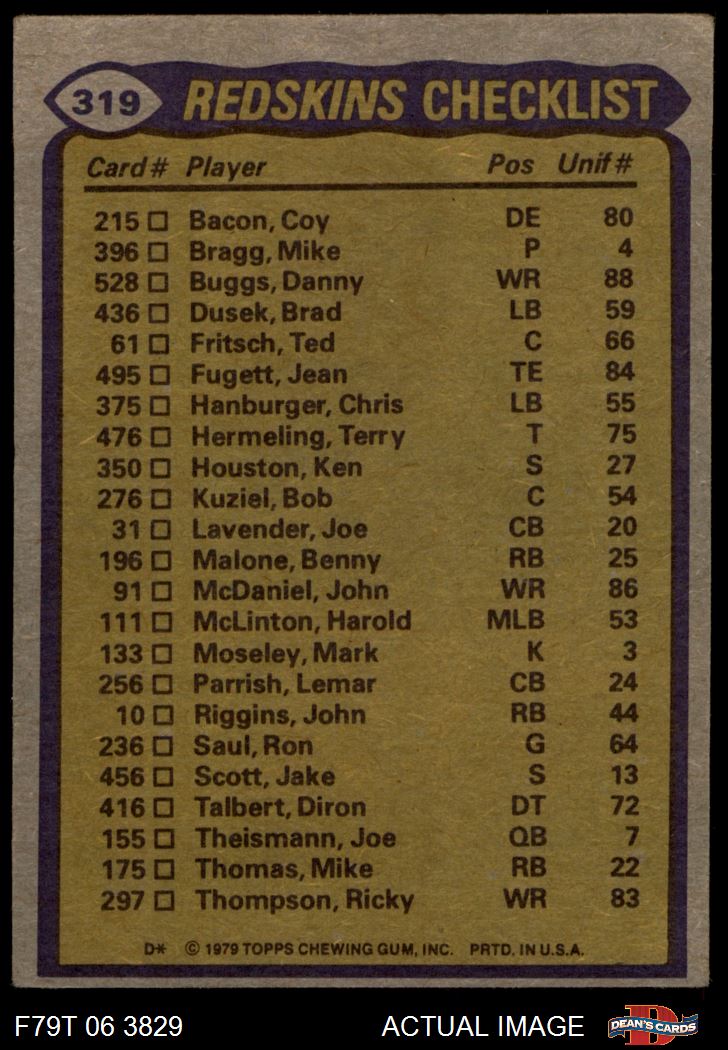 319 REDSKINS CHECKLIST
Card # Player Pos Unif #
215 □ Bacon, Coy DE 80
396 □ Bragg, Mike P 4
528 □ Buggs, Danny WR 88
436 □ Dusek, Brad LB 59
61 □ Fritsch, Ted C 66
495 □ Fugett, Jean TE 84
375 □ Hanburger, Chris LB 55
476 □ Hermeling, Terry T 75
350 □ Houston, Ken S 27
276 □ Kuziel, Bob C 54
31 □ Lavender, Joe CB 20
196 □ Malone, Benny RB 25
91 □ McDaniel, John WR 86
111 □ McLinton, Harold MLB 53
133 □ Moseley, Mark K 3
256 □ Parrish, Lemar CB 24
10 □ Riggins, John RB 44
236 □ Saul, Ron G 64
456 □ Scott, Jake S 13
416 □ Talbert, Diron DT 72
155 □ Theismann, Joe QB 7
175 □ Thomas, Mike RB 22
297 □ Thompson, Ricky WR 83
D* © 1979 TOPPS CHEWING GUM, INC. PRTD. IN U.S.A.
F79T 06 3829 ACTUAL IMAGE D DEAN'S CARDS